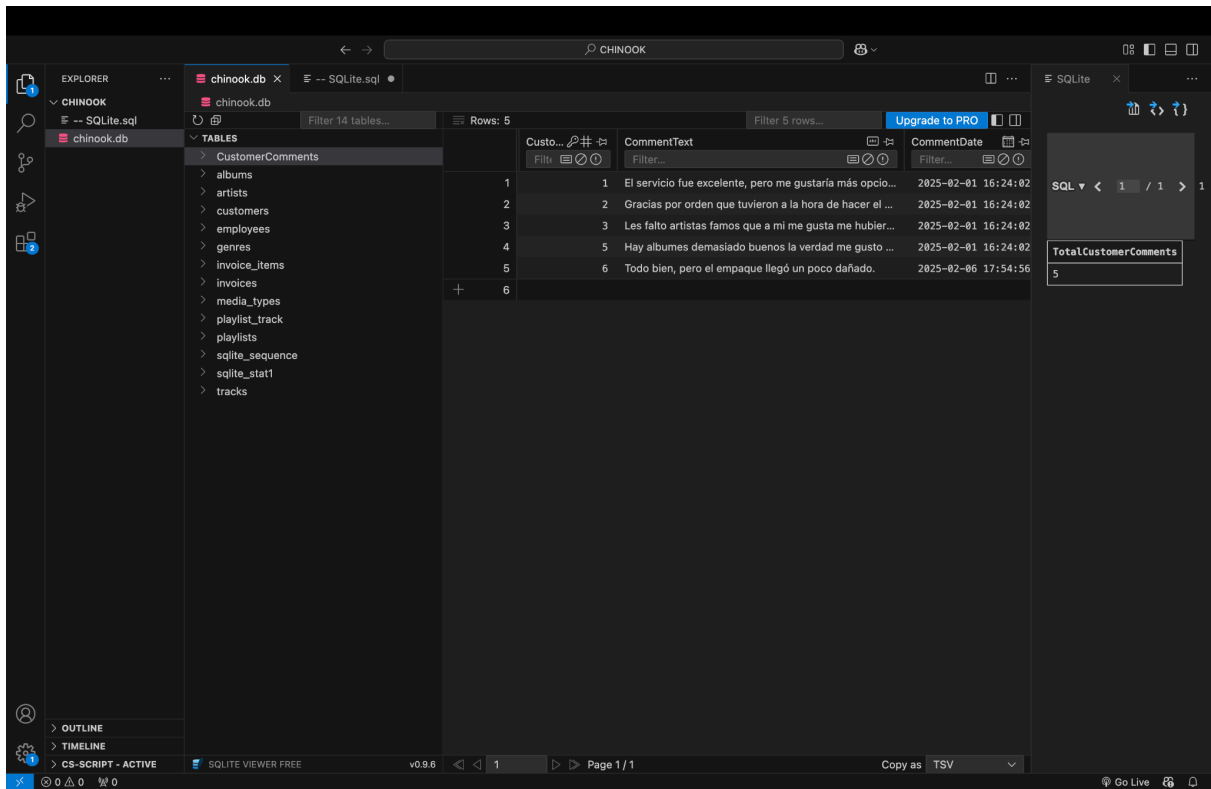 CHINOOK
EXPLORER
CHINOOK
-- SQLite.sql
chinook.db
OUTLINE
TIMELINE
CS-SCRIPT - ACTIVE
chinook.db
-- SQLite.sql
chinook.db
Filter 14 tables...
TABLES
CustomerComments
albums
artists
customers
employees
genres
invoice_items
invoices
media_types
playlist_track
playlists
sqlite_sequence
sqlite_stat1
tracks
SQLITE VIEWER FREE v0.9.6
Rows: 5 Filter 5 rows... Upgrade to PRO
Custo... CommentText CommentDate
Filte Filter... Filter...
1 1 El servicio fue excelente, pero me gustaría más opcio... 2025-02-01 16:24:02
2 2 Gracias por orden que tuvieron a la hora de hacer el ... 2025-02-01 16:24:02
3 3 Les falto artistas famos que a mi me gusta me hubier... 2025-02-01 16:24:02
4 5 Hay albumes demasiado buenos la verdad me gusto ... 2025-02-01 16:24:02
5 6 Todo bien, pero el empaque llegó un poco dañado. 2025-02-06 17:54:56
6
1 Page 1 / 1 Copy as TSV
SQLite
SQL 1 / 1 1
TotalCustomerComments
5
1
2
1
0 0 0
Go Live